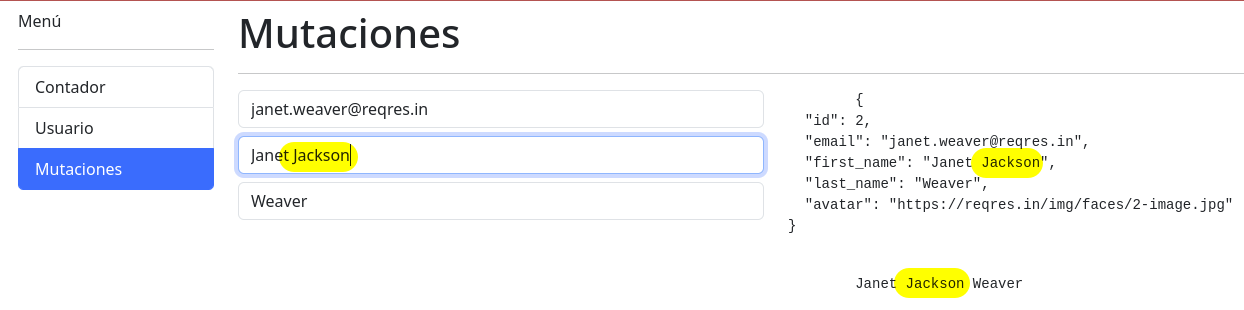 Menú
Contador
Usuario
Mutaciones
Mutaciones
janet.weaver@reqres.in
Janet Jackson
Weaver
{
"id": 2,
"email": "janet.weaver@reqres.in",
"first_name": "Janet Jackson",
"last_name": "Weaver",
"avatar": "https://reqres.in/img/faces/2-image.jpg"
}
Janet Jackson Weaver